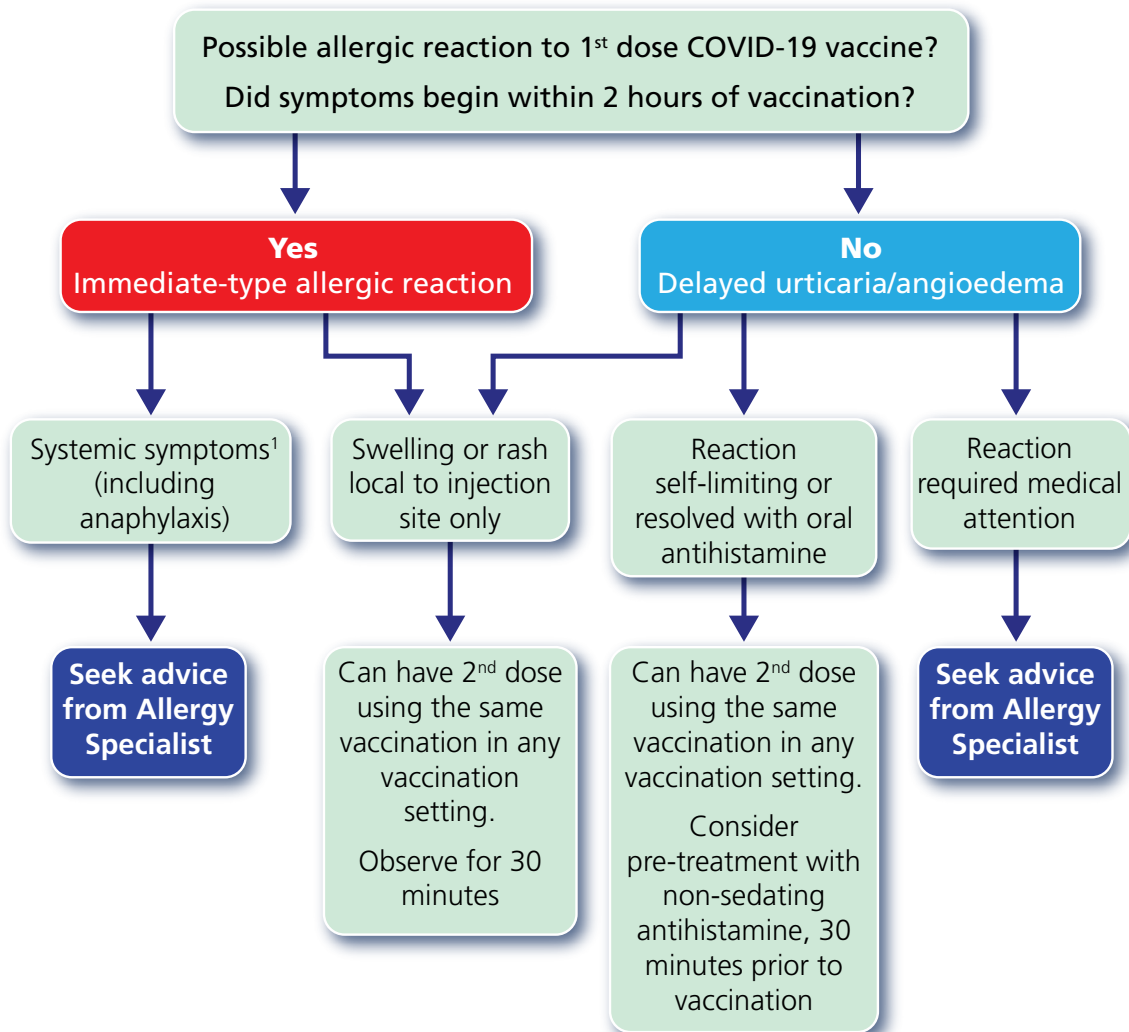 Possible allergic reaction to 1st dose COVID-19 vaccine?
Did symptoms begin within 2 hours of vaccination?
Yes
Immediate-type allergic reaction
No
Delayed urticaria/angioedema
Systemic symptoms1
(including
anaphylaxis)
Swelling or rash
local to injection
site only
Reaction
self-limiting or
resolved with oral
antihistamine
Reaction
required medical
attention
Seek advice
from Allergy
Specialist
Can have 2nd dose
using the same
vaccination in any
vaccination
setting.
Observe for 30
minutes
Can have 2nd dose
using the same
vaccination in any
vaccination setting.
Consider
pre-treatment with
non-sedating
antihistamine, 30
minutes prior to
vaccination
Seek advice
from Allergy
Specialist